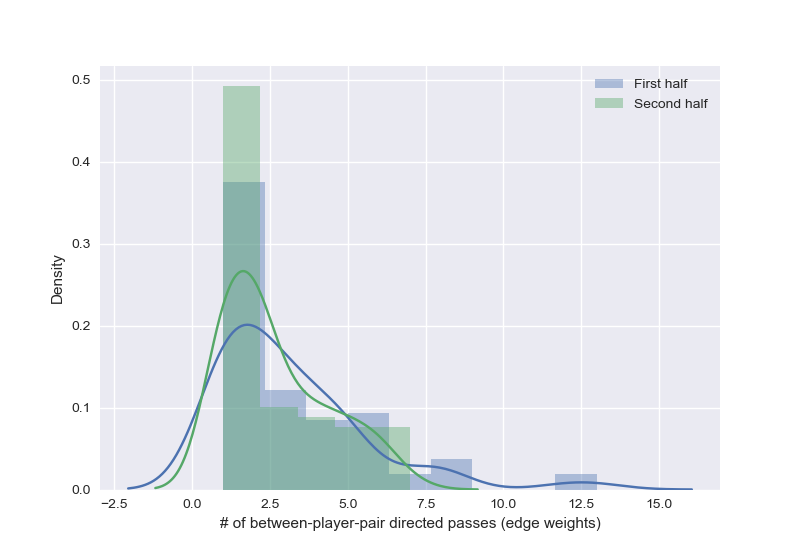 First half
Second half
0.5
0.4
0.3
0.2
0.1
0.0
Density
−2.5 0.0 2.5 5.0 7.5 10.0 12.5 15.0
# of between-player-pair directed passes (edge weights)